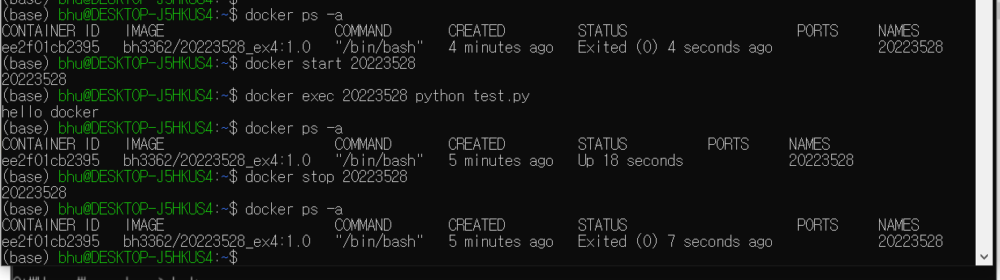 (base) bhu@DESKTOP-J5HKUS4:~$ docker ps -a
CONTAINER ID   IMAGE                     COMMAND       CREATED         STATUS                     PORTS     NAMES
ee2f01cb2395   bh3362/20223528_ex4:1.0   "/bin/bash"   4 minutes ago   Exited (0) 4 seconds ago             20223528
(base) bhu@DESKTOP-J5HKUS4:~$ docker start 20223528
20223528
(base) bhu@DESKTOP-J5HKUS4:~$ docker exec 20223528 python test.py
hello docker
(base) bhu@DESKTOP-J5HKUS4:~$ docker ps -a
CONTAINER ID   IMAGE                     COMMAND       CREATED         STATUS          PORTS     NAMES
ee2f01cb2395   bh3362/20223528_ex4:1.0   "/bin/bash"   5 minutes ago   Up 18 seconds             20223528
(base) bhu@DESKTOP-J5HKUS4:~$ docker stop 20223528
20223528
(base) bhu@DESKTOP-J5HKUS4:~$ docker ps -a
CONTAINER ID   IMAGE                     COMMAND       CREATED         STATUS                     PORTS     NAMES
ee2f01cb2395   bh3362/20223528_ex4:1.0   "/bin/bash"   5 minutes ago   Exited (0) 7 seconds ago             20223528
(base) bhu@DESKTOP-J5HKUS4:~$